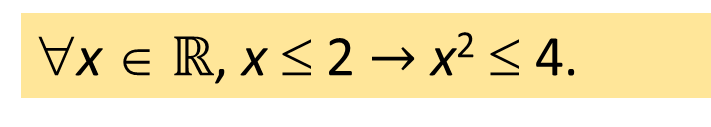 ∀x ∈ ℝ, x ≤ 2 → x² ≤ 4.